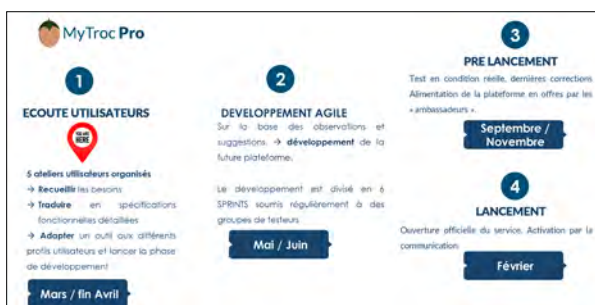 MyTroc Pro
1
ECOUTE UTILISATEURS
YOU ARE
HERE
5 ateliers utilisateurs organisés
→ Recueillir les besoins
→ Traduire en spécifications
fonctionnelles détaillées
→ Adapter un outil aux différents
profils utilisateurs et lancer la phase
de développement
Mars / fin Avril
2
DEVELOPPEMENT AGILE
Sur la base des observations et
suggestions. → développement de la
future plateforme.
Le développement est divisé en 6
SPRINTS soumis régulièrement à des
groupes de testeurs
Mai / Juin
3
PRE LANCEMENT
Test en condition réelle, dernières corrections
Alimentation de la plateforme en offres par les
« ambassadeurs ».
Septembre /
Novembre
4
LANCEMENT
Ouverture officielle du service. Activation par la
communication
Février